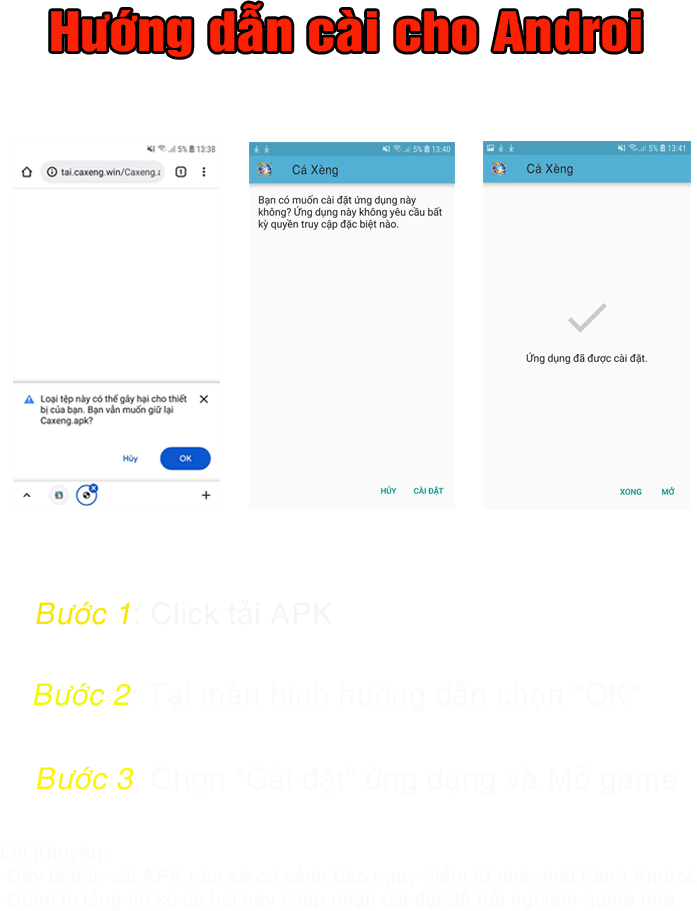 Hướng dẫn cài cho Androi
5% 13:38
tai.caxeng.win/Caxeng.a
1
Loại tệp này có thể gây hại cho thiết
bị của bạn. Bạn vẫn muốn giữ lại
Caxeng.apk?
Hủy
OK
5% 13:40
Cá Xèng
Bạn có muốn cài đặt ứng dụng này
không? Ứng dụng này không yêu cầu bất
kỳ quyền truy cập đặc biệt nào.
HỦY
CÀI ĐẶT
5% 13:41
Cá Xèng
Ứng dụng đã được cài đặt.
XONG
MỞ
Bước 1: Click tải APK
Bước 2: Tại màn hình hướng dẫn chọn "OK"
Bước 3: Chọn “Cài đặt” ứng dụng và Mở game
Lời Khuyên:
-Đây là bản cài APK nên sẽ có cảnh báo nguy hiểm từ nhà phát hành Androi.
-Đừng lo lắng nó ko có hại hãy chấp nhận cài đặt để trải nghiệm game nhé